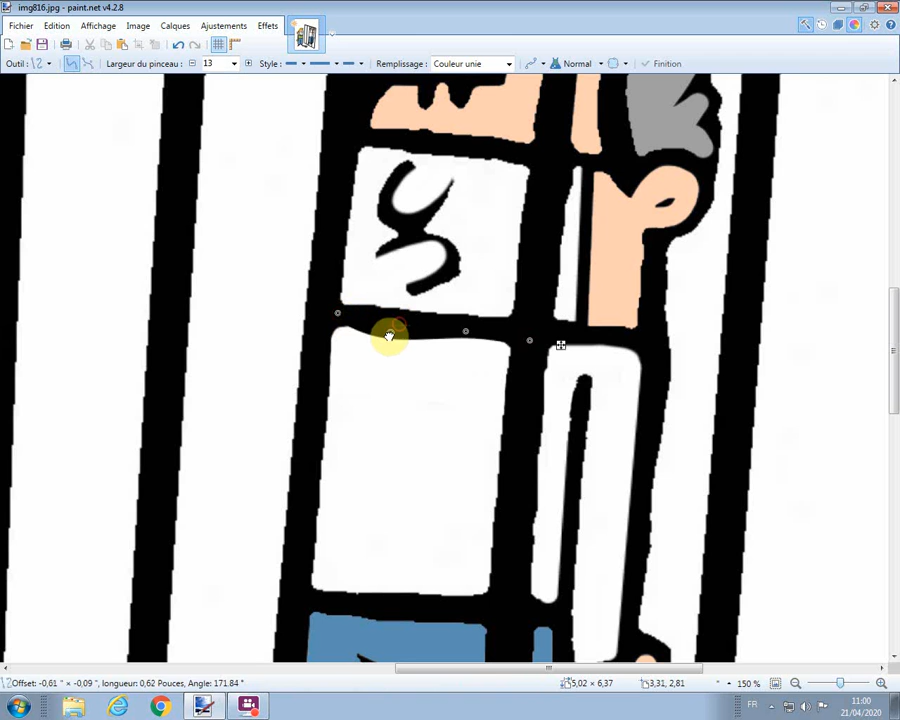 img816.jpg - paint.net v4.2.8
Fichier Edition Affichage Image Calques Ajustements Effets
Outil : Largeur du pinceau : 13 Style : Remplissage : Couleur unie Normal Finition
Offset: -0,61 " × -0,09 ", longueur: 0,62 Pouces, Angle: 171.84 ° 5,02 × 6,37 3,31, 2,81 " 150 %
FR 11:00
21/04/2020